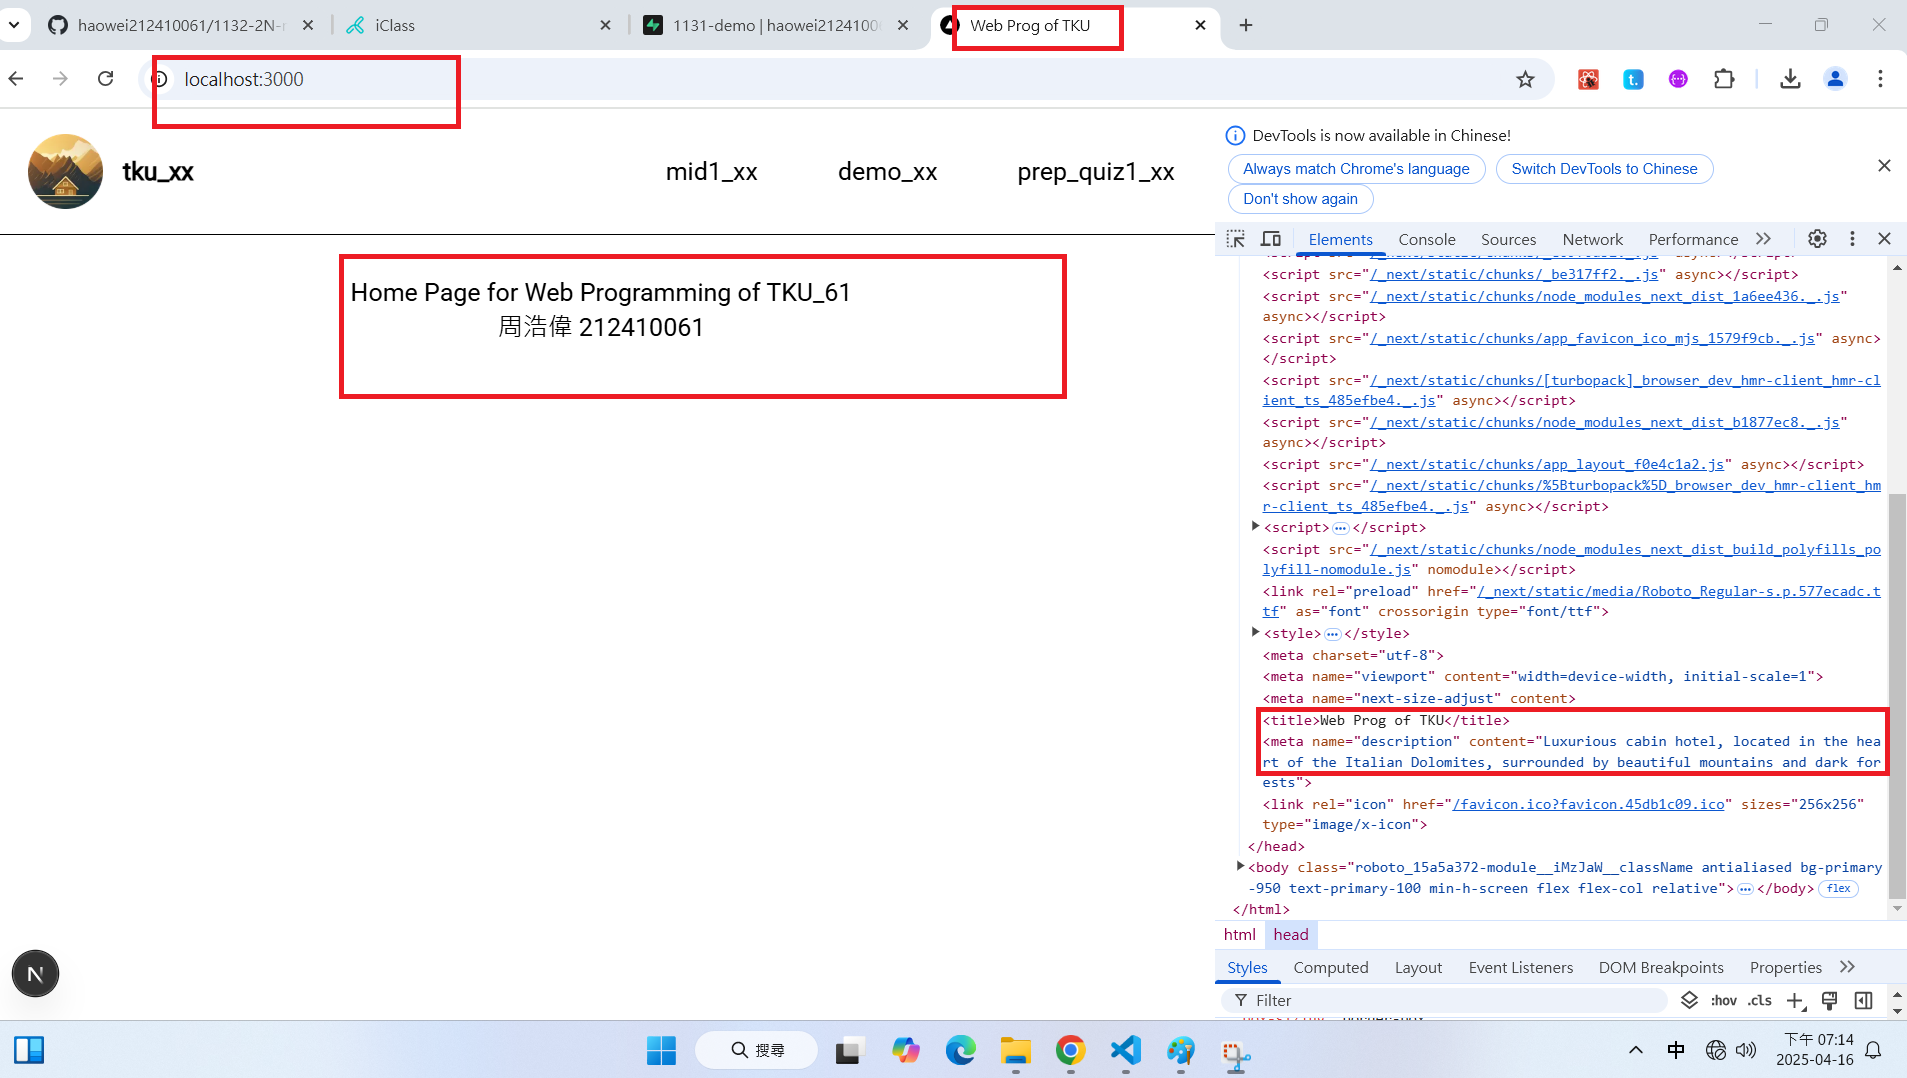 haowei212410061/1132-2N-r
iClass
1131-demo | haowei21241006
Web Prog of TKU
localhost:3000
tku_xx
mid1_xx
demo_xx
prep_quiz1_xx
Home Page for Web Programming of TKU_61
周浩偉 212410061
N
DevTools is now available in Chinese!
Always match Chrome's language
Switch DevTools to Chinese
Don't show again
Elements
Console
Sources
Network
Performance
<script src="/_next/static/chunks/_be317ff2._.js" async></script>
<script src="/_next/static/chunks/node_modules_next_dist_1a6ee436._.js"
async></script>
<script src="/_next/static/chunks/app_favicon_ico_mjs_1579f9cb._.js" async>
</script>
<script src="/_next/static/chunks/[turbopack]_browser_dev_hmr-client_hmr-cl
ient_ts_485efbe4._.js" async></script>
<script src="/_next/static/chunks/node_modules_next_dist_b1877ec8._.js"
async></script>
<script src="/_next/static/chunks/app_layout_f0e4c1a2.js" async></script>
<script src="/_next/static/chunks/%5Bturbopack%5D_browser_dev_hmr-client_hm
r-client_ts_485efbe4._.js" async></script>
<script>…</script>
<script src="/_next/static/chunks/node_modules_next_dist_build_polyfills_po
lyfill-nomodule.js" nomodule></script>
<link rel="preload" href="/_next/static/media/Roboto_Regular-s.p.577ecadc.t
tf" as="font" crossorigin type="font/ttf">
<style>…</style>
<meta charset="utf-8">
<meta name="viewport" content="width=device-width, initial-scale=1">
<meta name="next-size-adjust" content>
<title>Web Prog of TKU</title>
<meta name="description" content="Luxurious cabin hotel, located in the hea
rt of the Italian Dolomites, surrounded by beautiful mountains and dark for
ests">
<link rel="icon" href="/favicon.ico?favicon.45db1c09.ico" sizes="256x256"
type="image/x-icon">
</head>
<body class="roboto_15a5a372-module__iMzJaW__className antialiased bg-primary
-950 text-primary-100 min-h-screen flex flex-col relative">…</body> flex
</html>
html
head
Styles
Computed
Layout
Event Listeners
DOM Breakpoints
Properties
Filter
:hov
.cls
搜尋
中
下午 07:14
2025-04-16